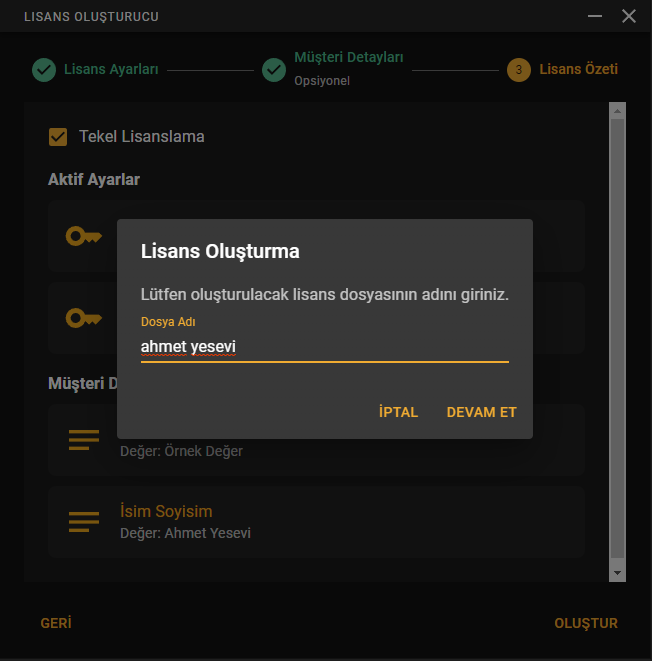 LISANS OLUŞTURUCU
Lisans Ayarları
Müşteri Detayları
Opsiyonel
3
Lisans Özeti
Tekel Lisanslama
Aktif Ayarlar
Lisans Oluşturma
Lütfen oluşturulacak lisans dosyasının adını giriniz.
Dosya Adı
ahmet yesevi
İPTAL
DEVAM ET
Müşteri D
Değer: Örnek Değer
İsim Soyisim
Değer: Ahmet Yesevi
GERİ
OLUŞTUR